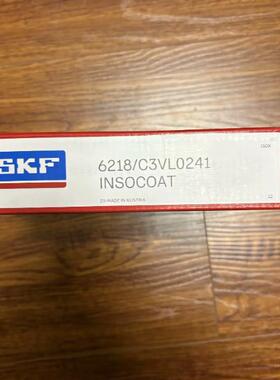 SKF
6218/C3VL0241
INSOCOAT
MADE IN AUSTRIA